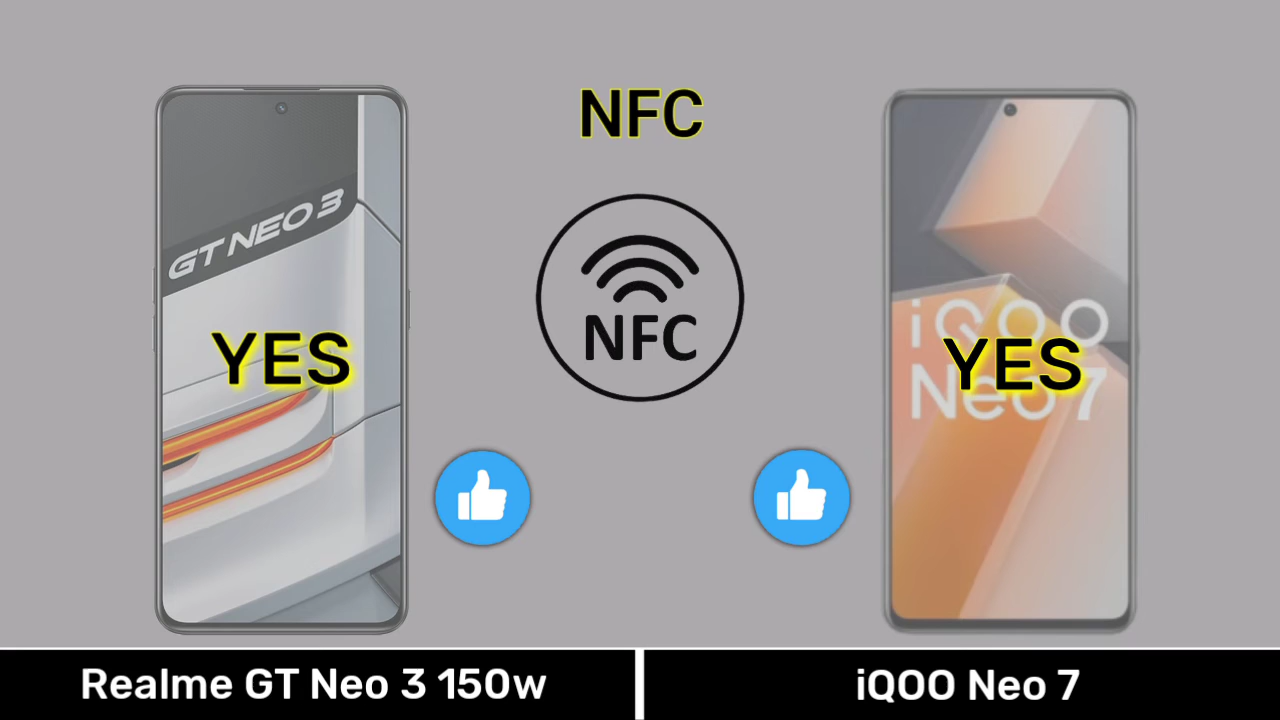 NFC
NFC
GT NEO 3
YES
iQOO
Neo 7
YES
Realme GT Neo 3 150w
iQOO Neo 7